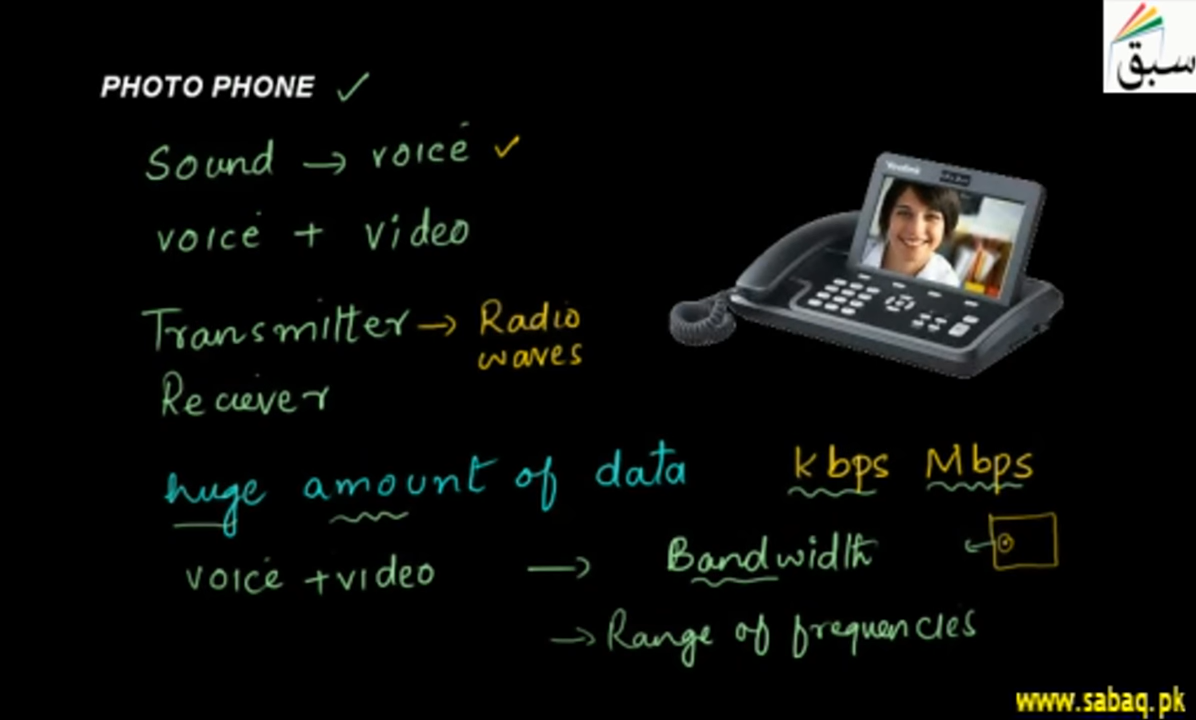 سبق
PHOTO PHONE ✓
Sound → voice ✓
voice + video
Transmitter → Radio waves
Reciever
huge amount of data
kbps Mbps
voice + video → Bandwidth
→ Range of frequencies
www.sabaq.pk